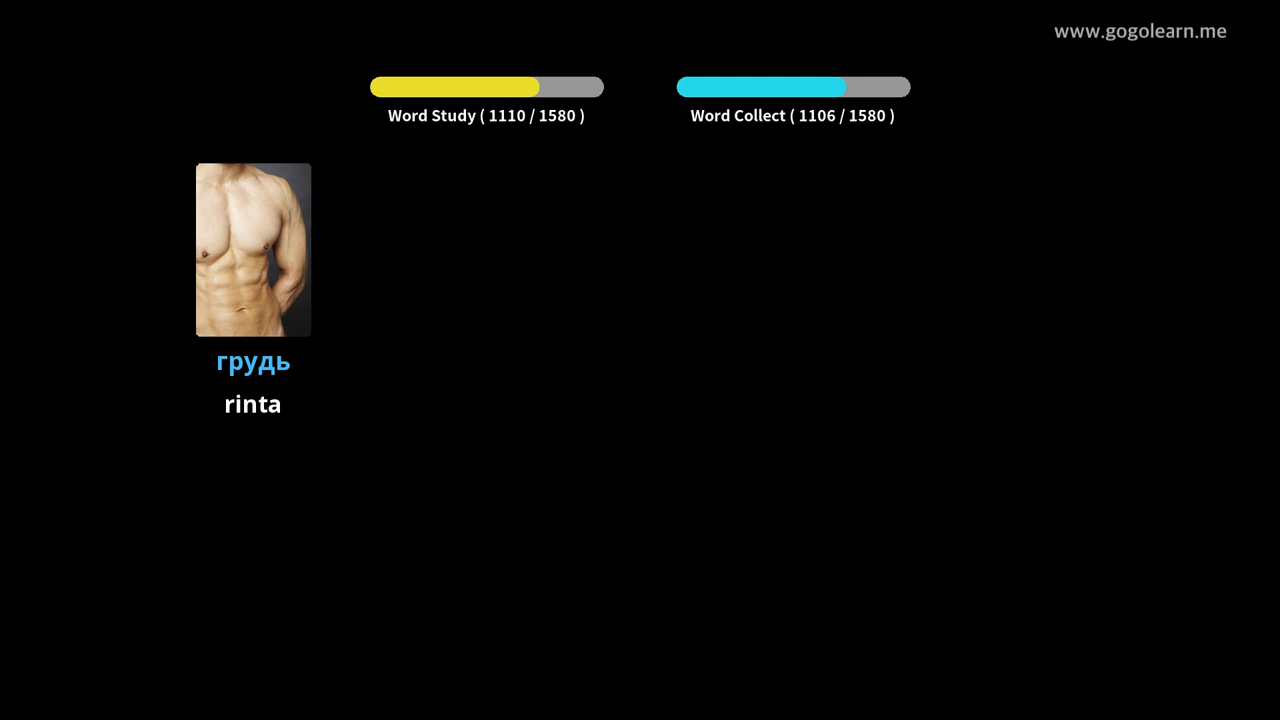 www.gogolearn.me
Word Study ( 1110 / 1580 )
Word Collect ( 1106 / 1580 )
грудь
rinta